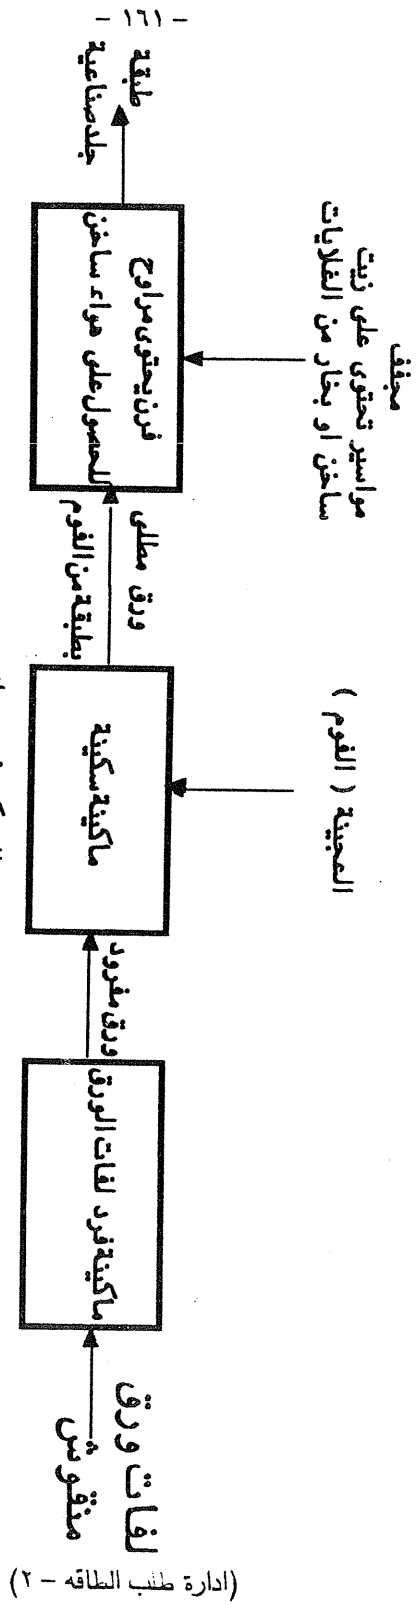 - ١٦١ -
لفات ورق
منقوش
ماكينة فرد لفات الورق
ورق مفرود
ماكينة سكينة
العجينة ( الفوم )
ورق مطلى
بطبقة من الفوم
فرن يحتوى مراوح
للحصول على هواء ساخن
مجفف
مواسير تحتوى على زيت
ساخن او بخار من الغلايات
طبقة
جلد صناعية
(ادارة طلب الطاقه - ٢)